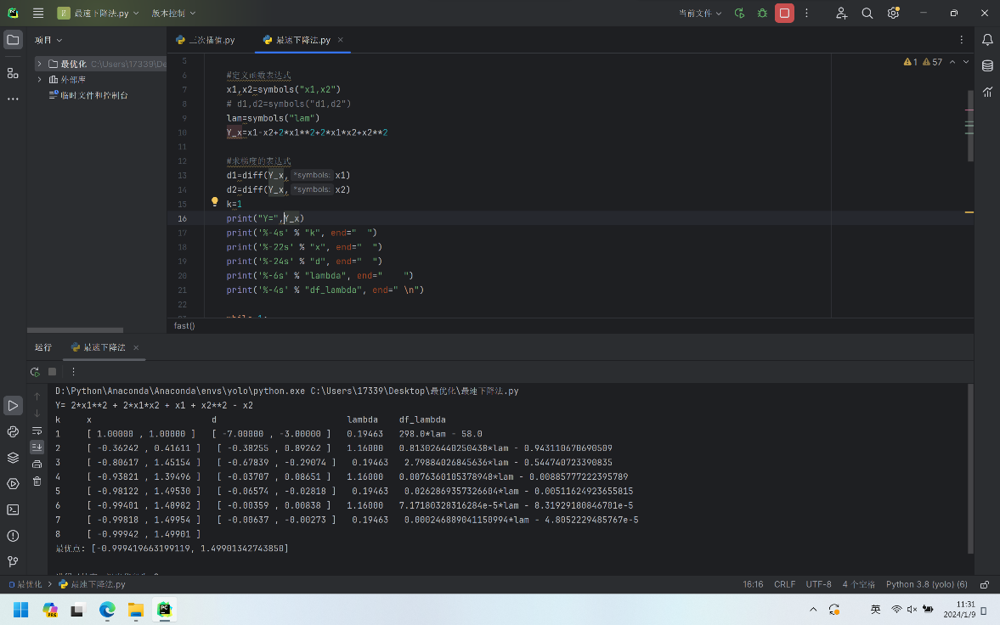 最速下降法.py 版本控制 当前文件
项目 二次插值.py 最速下降法.py
最优化 C:\Users\17339\De
外部库
临时文件和控制台
1 57
5
6 #定义函数表达式
7 x1,x2=symbols("x1,x2")
8 # d1,d2=symbols("d1,d2")
9 lam=symbols("lam")
10 Y_x=x1-x2+2*x1**2+2*x1*x2+x2**2
11
12 #求梯度的表达式
13 d1=diff(Y_x, *symbols: x1)
14 d2=diff(Y_x, *symbols: x2)
15 k=1
16 print("Y=",Y_x)
17 print('%-4s' % "k", end="  ")
18 print('%-22s' % "x", end="  ")
19 print('%-24s' % "d", end="  ")
20 print('%-6s' % "lambda", end="    ")
21 print('%-4s' % "df_lambda", end=" \n")
22
while 1:
fast()
运行 最速下降法
D:\Python\Anaconda\Anaconda\envs\yolo\python.exe C:\Users\17339\Desktop\最优化\最速下降法.py
Y= 2*x1**2 + 2*x1*x2 + x1 + x2**2 - x2
k x d lambda df_lambda
1 [ 1.00000 , 1.00000 ] [ -7.00000 , -3.00000 ] 0.19463 298.0*lam - 58.0
2 [ -0.36242 , 0.41611 ] [ -0.38255 , 0.89262 ] 1.16000 0.813026440250438*lam - 0.943110670690509
3 [ -0.80617 , 1.45154 ] [ -0.67839 , -0.29074 ] 0.19463 2.79884026845636*lam - 0.544740723390835
4 [ -0.93821 , 1.39496 ] [ -0.03707 , 0.08651 ] 1.16000 0.0076360105378948*lam - 0.00885777222395789
5 [ -0.98122 , 1.49530 ] [ -0.06574 , -0.02818 ] 0.19463 0.0262869357326604*lam - 0.00511624923655815
6 [ -0.99401 , 1.48982 ] [ -0.00359 , 0.00838 ] 1.16000 7.17180328316284e-5*lam - 8.31929180846701e-5
7 [ -0.99818 , 1.49954 ] [ -0.00637 , -0.00273 ] 0.19463 0.000246889041150994*lam - 4.8052229485767e-5
8 [ -0.99942 , 1.49901 ]
最优点: [-0.999419663199119, 1.49901342743850]
最优化 最速下降法.py 16:16 CRLF UTF-8 4 个空格 Python 3.8 (yolo) (6)
PRE PC 英 11:31
2024/1/9